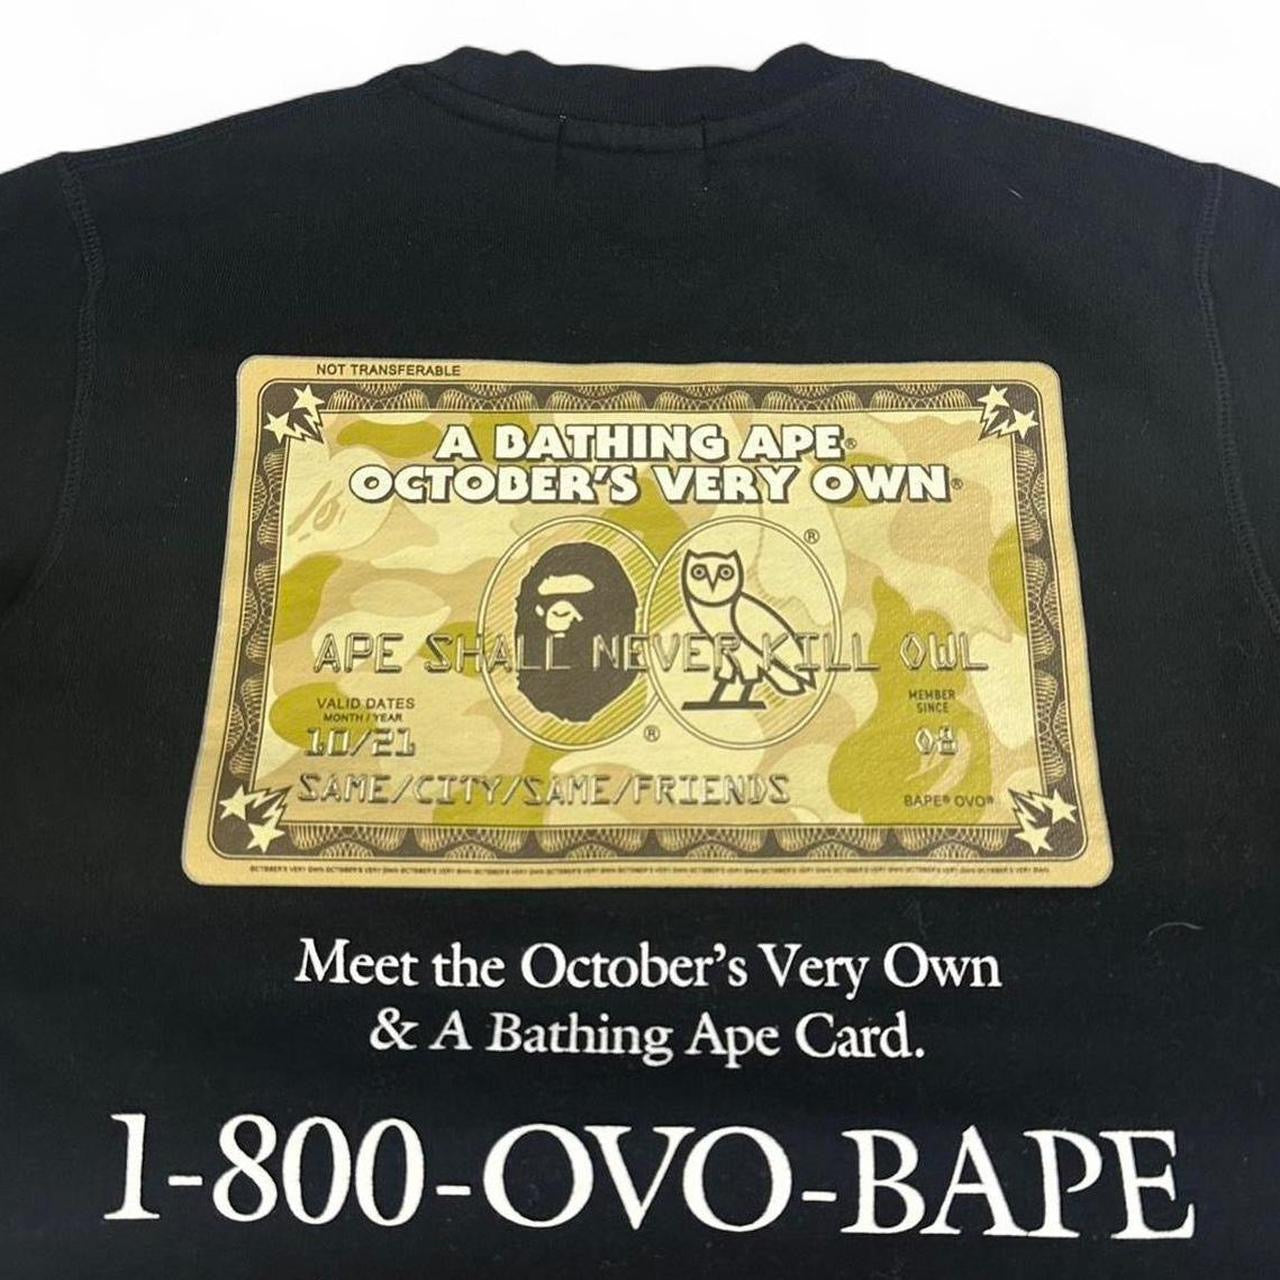 NOT TRANSFERABLE
A BATHING APE®
OCTOBER'S VERY OWN®
®
APE SHALL NEVER KILL OWL
VALID DATES
MONTH / YEAR
10/21
MEMBER
SINCE
08
®
SAME/CITY/SAME/FRIENDS
BAPE® OVO®
Meet the October's Very Own
& A Bathing Ape Card.
1-800-OVO-BAPE